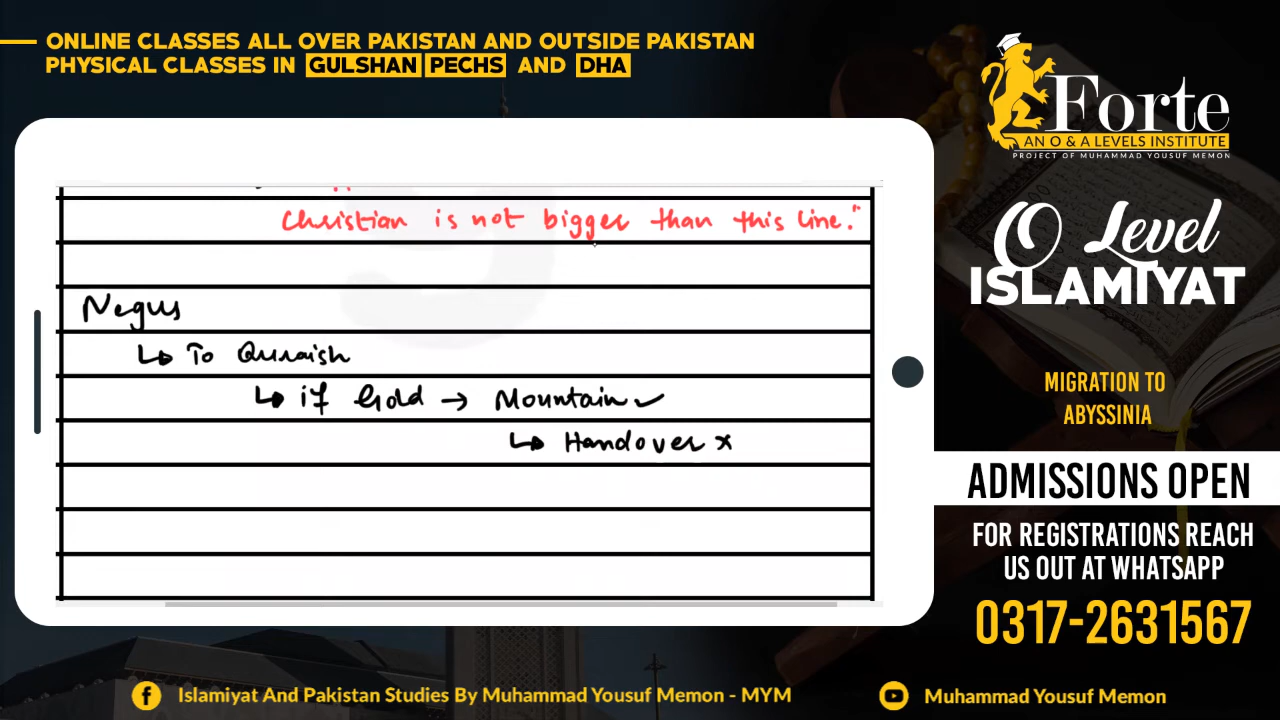 ONLINE CLASSES ALL OVER PAKISTAN AND OUTSIDE PAKISTAN
PHYSICAL CLASSES IN GULSHAN PECHS AND DHA
Forte
AN O & A LEVELS INSTITUTE
PROJECT OF MUHAMMAD YOUSUF MEMON
Christian is not bigger than this line."
Negus
↳ To Quraish
↳ if Gold → Mountain ✓
↳ Handover x
O Level
ISLAMIYAT
MIGRATION TO
ABYSSINIA
ADMISSIONS OPEN
FOR REGISTRATIONS REACH
US OUT AT WHATSAPP
0317-2631567
Islamiyat And Pakistan Studies By Muhammad Yousuf Memon - MYM
Muhammad Yousuf Memon